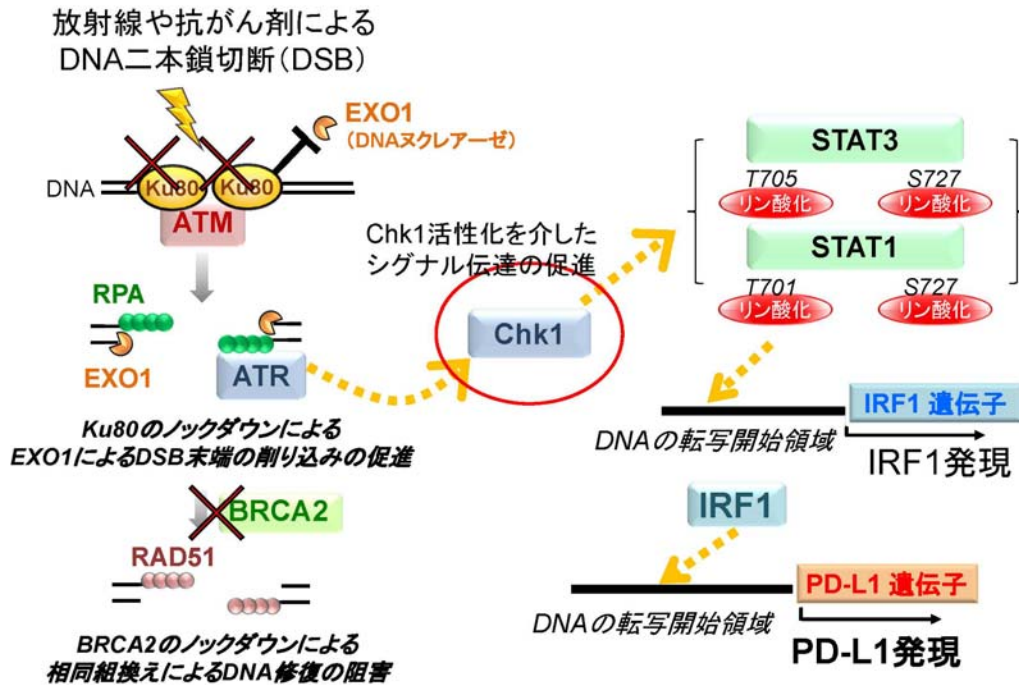 放射線や抗がん剤による
DNA二本鎖切断(DSB)
EXO1
(DNAヌクレアーゼ)
DNA
Ku80
Ku80
ATM
RPA
EXO1
ATR
Ku80のノックダウンによる
EXO1によるDSB末端の削り込みの促進
BRCA2
RAD51
BRCA2のノックダウンによる
相同組換えによるDNA修復の阻害
Chk1活性化を介した
シグナル伝達の促進
Chk1
STAT3
T705 S727
リン酸化 リン酸化
STAT1
T701 S727
リン酸化 リン酸化
IRF1 遺伝子
DNAの転写開始領域
IRF1発現
IRF1
PD-L1 遺伝子
DNAの転写開始領域
PD-L1発現